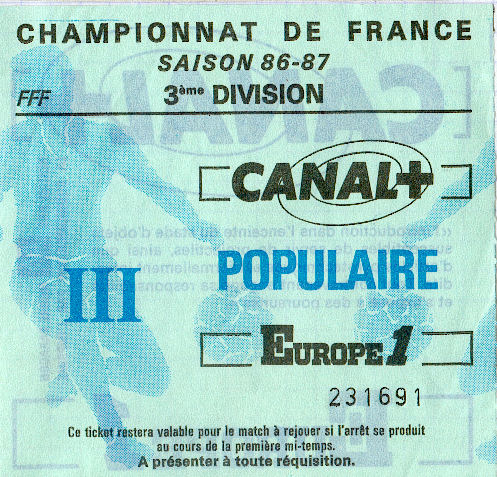 CHAMPIONNAT DE FRANCE
SAISON 86-87
FFF
3ème DIVISION
CANAL+
III
POPULAIRE
EUROPE 1
231691
Ce ticket restera valable pour le match à rejouer si l'arrêt se produit
au cours de la première mi-temps.
A présenter à toute réquisition.